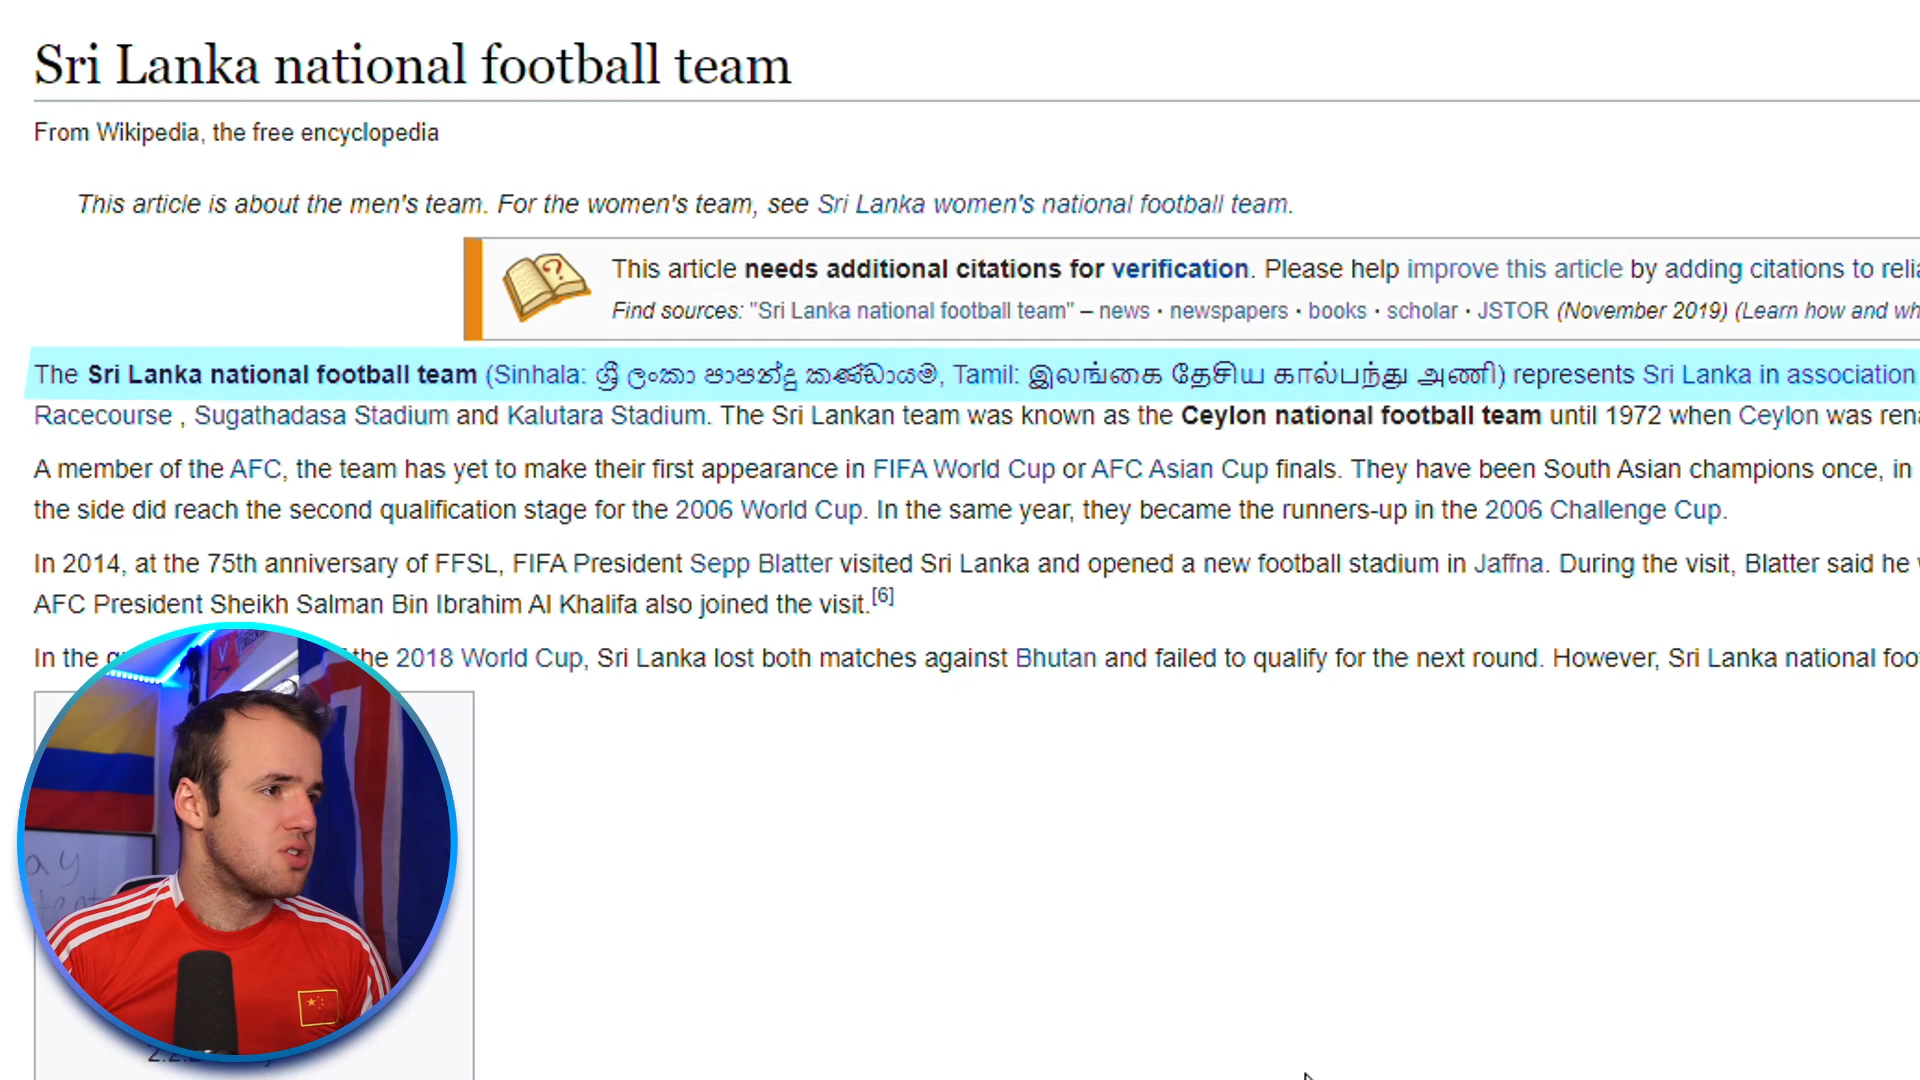 Sri Lanka national football team
From Wikipedia, the free encyclopedia
This article is about the men's team. For the women's team, see Sri Lanka women's national football team.
This article needs additional citations for verification. Please help improve this article by adding citations to
Find sources: "Sri Lanka national football team" – news · newspapers · books · scholar · JSTOR (November 2019) (Learn how and
The Sri Lanka national football team (Sinhala: ශ්‍රී ලංකා පාපන්දු කණ්ඩායම, Tamil: இலங்கை தேசிய கால்பந்து அணி) represents Sri Lanka in association
Racecourse , Sugathadasa Stadium and Kalutara Stadium. The Sri Lankan team was known as the Ceylon national football team until 1972 when Ceylon was
A member of the AFC, the team has yet to make their first appearance in FIFA World Cup or AFC Asian Cup finals. They have been South Asian champions once, in
the side did reach the second qualification stage for the 2006 World Cup. In the same year, they became the runners-up in the 2006 Challenge Cup.
In 2014, at the 75th anniversary of FFSL, FIFA President Sepp Blatter visited Sri Lanka and opened a new football stadium in Jaffna. During the visit, Blatter said he
AFC President Sheikh Salman Bin Ibrahim Al Khalifa also joined the visit.[6]
In the the 2018 World Cup, Sri Lanka lost both matches against Bhutan and failed to qualify for the next round. However, Sri Lanka national